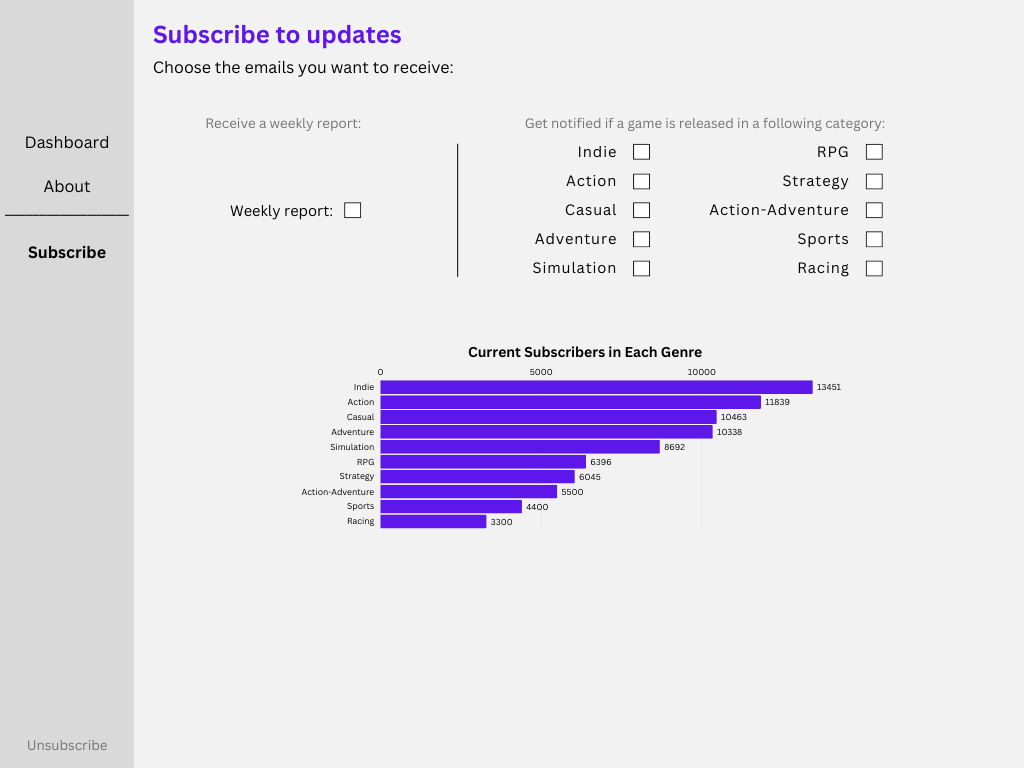 Subscribe to updates
Choose the emails you want to receive:
Dashboard
About
Subscribe
Unsubscribe
Receive a weekly report:
Weekly report:
Get notified if a game is released in a following category:
Indie
Action
Casual
Adventure
Simulation
RPG
Strategy
Action-Adventure
Sports
Racing
Current Subscribers in Each Genre
0 5000 10000
Indie 13451
Action 11839
Casual 10463
Adventure 10338
Simulation 8692
RPG 6396
Strategy 6045
Action-Adventure 5500
Sports 4400
Racing 3300